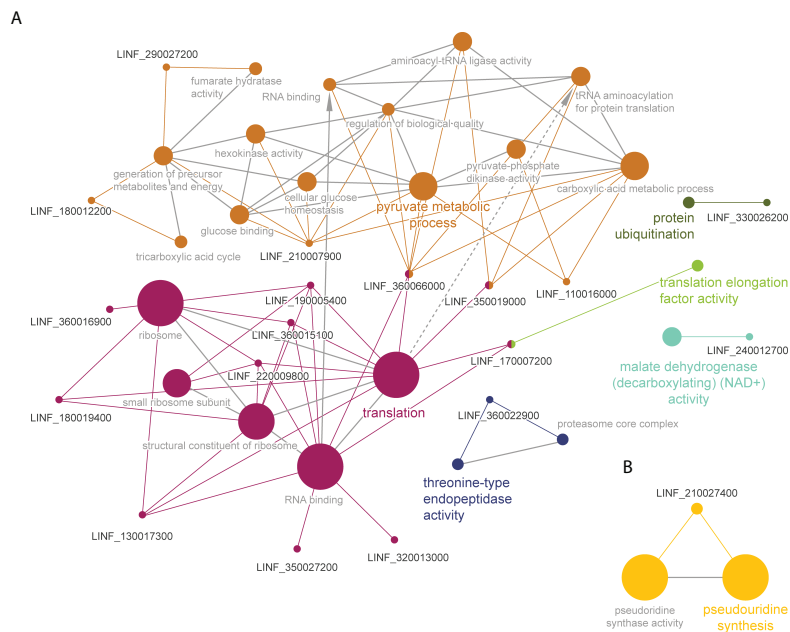 A
LINF_290027200
fumarate hydratase
activity
aminoacyl-tRNA ligase activity
RNA binding
tRNA aminoacylation
for protein translation
regulation of biological-quality
hexokinase activity
generation of precursor
metabolites and energy
pyruvate-phosphate
dikinase-activity
carboxylic-acid metabolic process
cellular glucose
homeostasis
pyruvate metabolic
process
LINF_180012200
glucose binding
tricarboxylic acid cycle
LINF_210007900
protein
ubiquitination
LINF_330026200
LINF_360066000
LINF_350019000
LINF_110016000
translation elongation
factor activity
LINF_190005400
LINF_360016900
ribosome
LINF_360015100
LINF_170007200
LINF_240012700
malate dehydrogenase
(decarboxylating) (NAD+)
activity
LINF_220009800
small ribosome subunit
LINF_180019400
translation
LINF_360022900
proteasome core complex
structural constituent of ribosome
RNA binding
threonine-type
endopeptidase
activity
LINF_130017300
LINF_350027200
LINF_320013000
B
LINF_210027400
pseudoridine
synthase activity
pseudouridine
synthesis